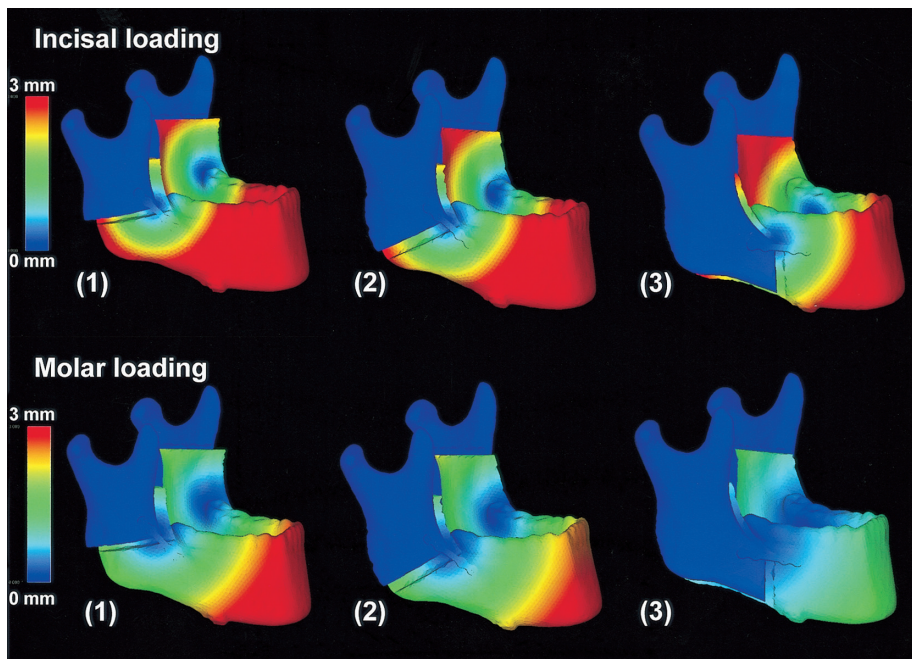 Incisal loading
3 mm
0 mm
(1)
(2)
(3)
Molar loading
3 mm
0 mm
(1)
(2)
(3)